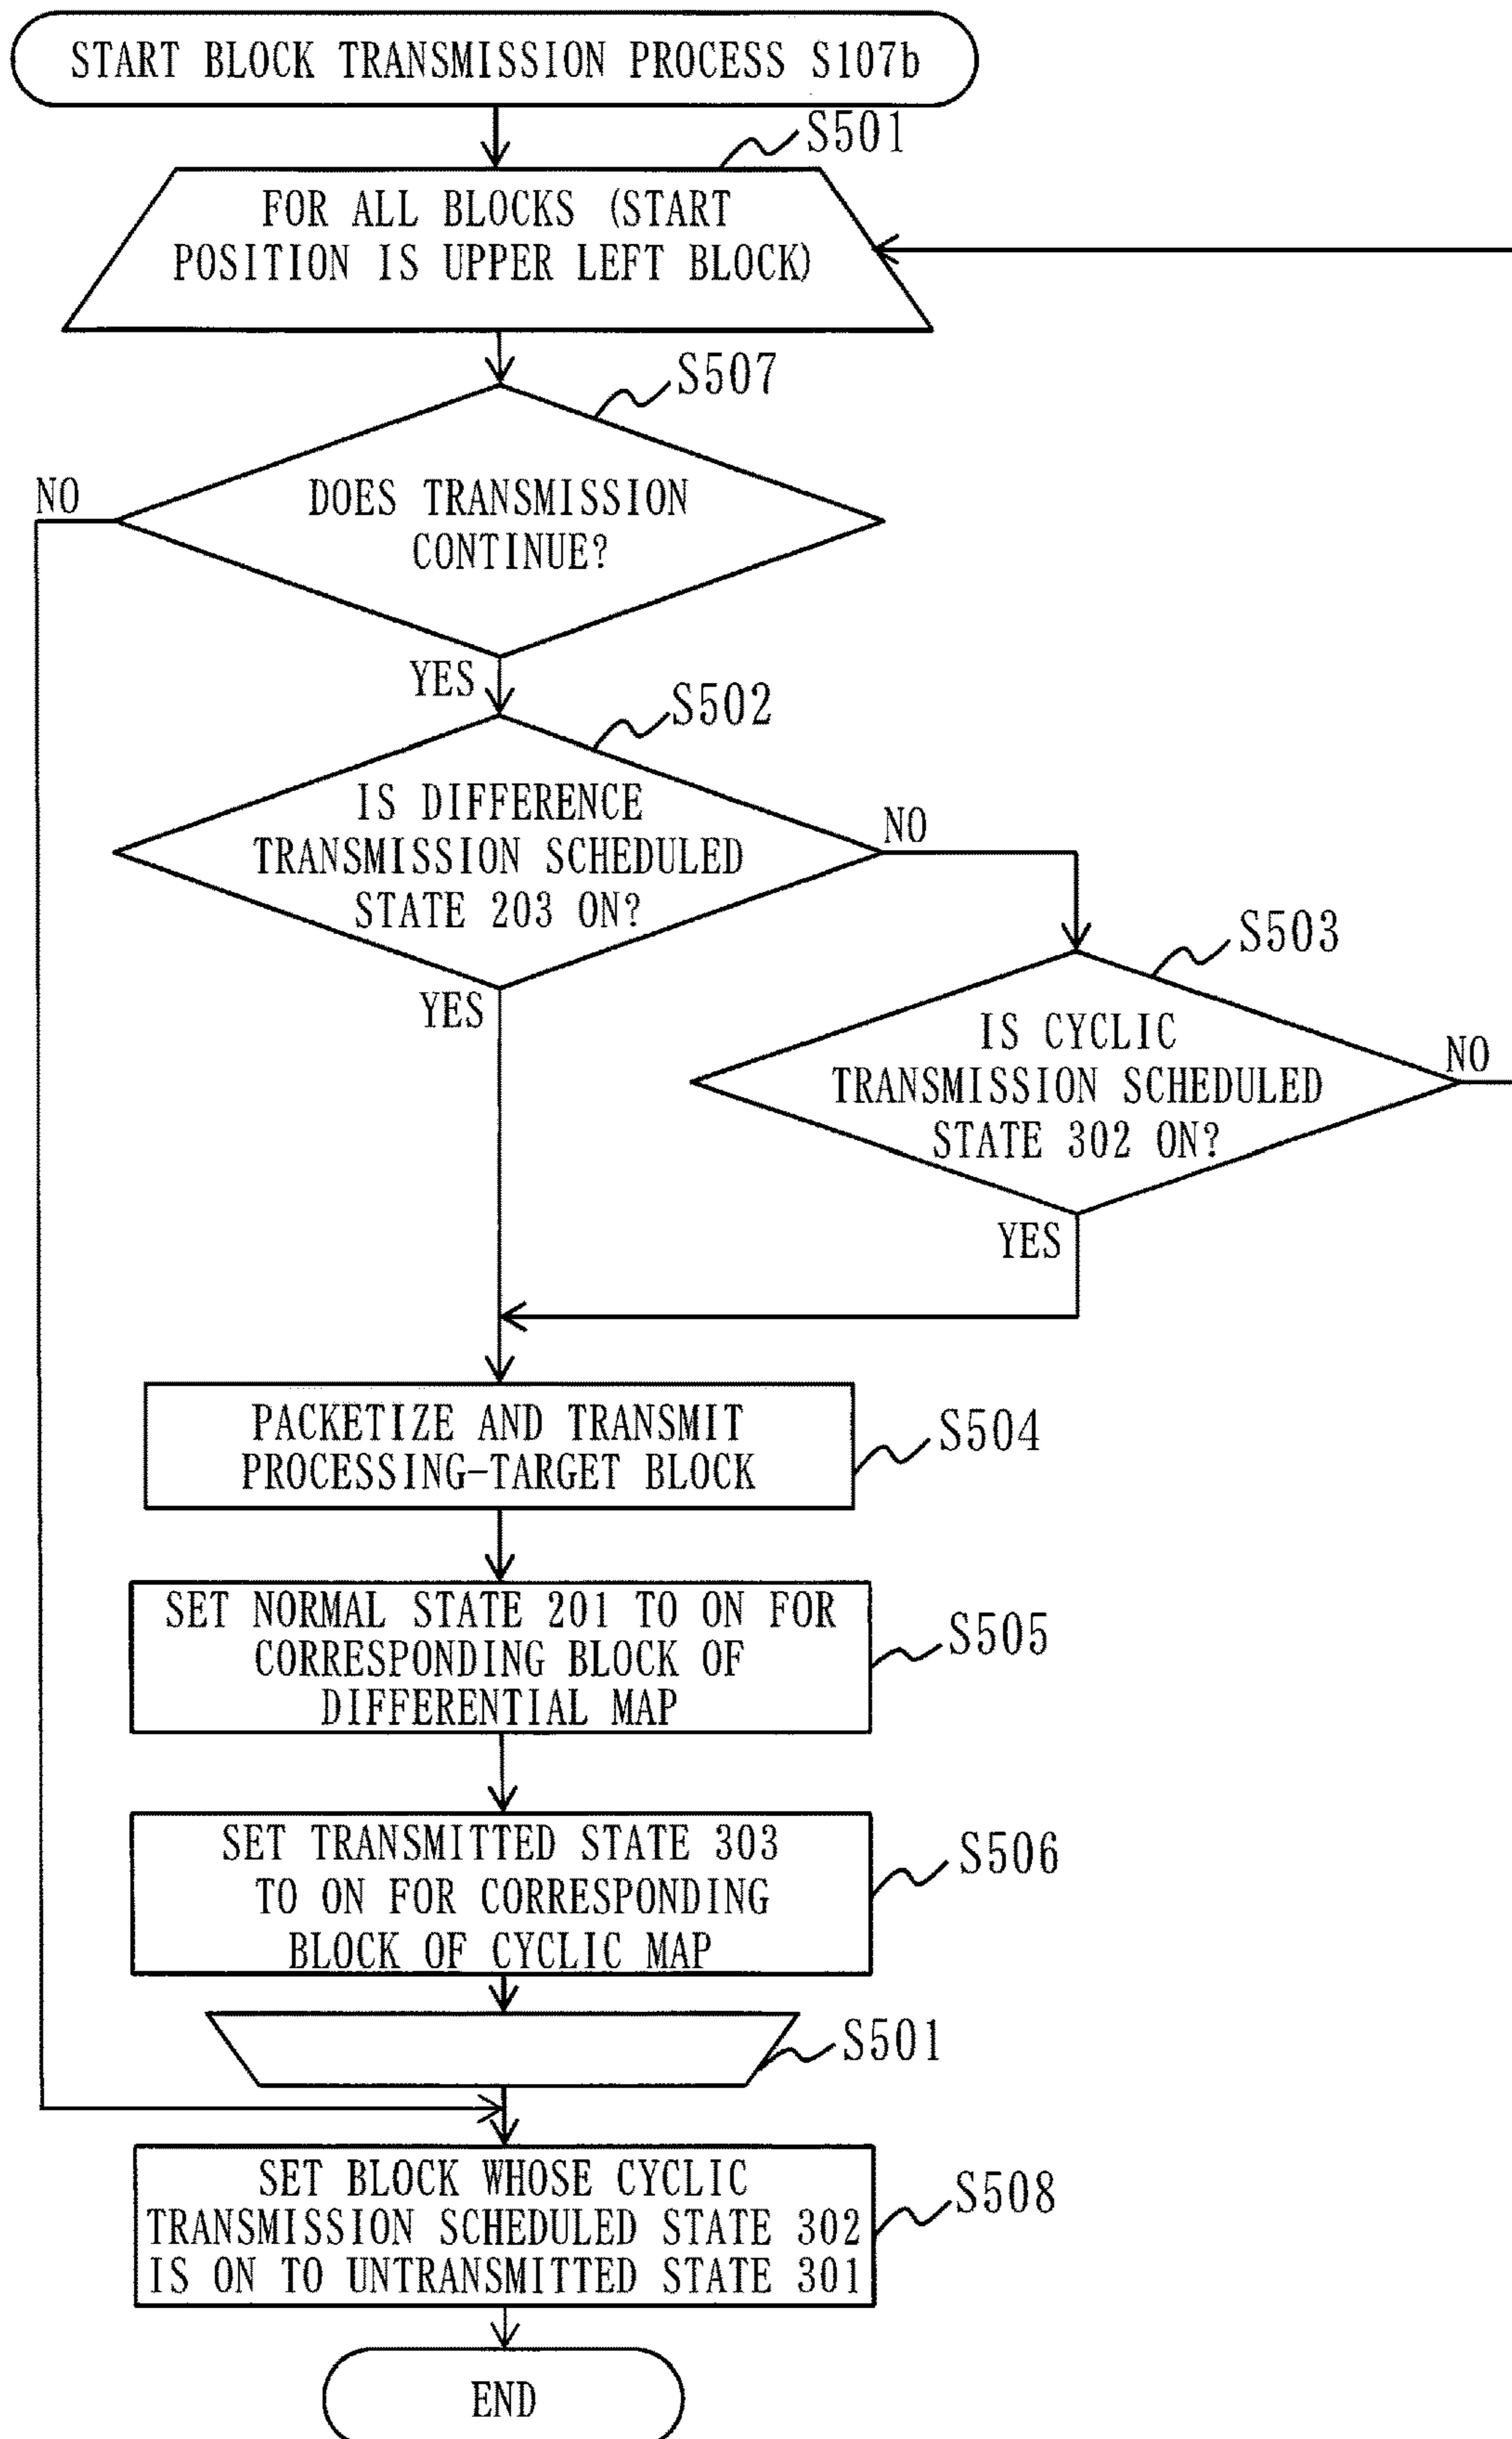 START BLOCK TRANSMISSION PROCESS S107b
S501
FOR ALL BLOCKS (START
POSITION IS UPPER LEFT BLOCK)
S507
DOES TRANSMISSION
CONTINUE?
NO
YES
S502
IS DIFFERENCE
TRANSMISSION SCHEDULED
STATE 203 ON?
NO
YES
S503
IS CYCLIC
TRANSMISSION SCHEDULED
STATE 302 ON?
NO
YES
PACKETIZE AND TRANSMIT
PROCESSING-TARGET BLOCK
S504
SET NORMAL STATE 201 TO ON FOR
CORRESPONDING BLOCK OF
DIFFERENTIAL MAP
S505
SET TRANSMITTED STATE 303
TO ON FOR CORRESPONDING
BLOCK OF CYCLIC MAP
S506
S501
SET BLOCK WHOSE CYCLIC
TRANSMISSION SCHEDULED STATE 302
IS ON TO UNTRANSMITTED STATE 301
S508
END